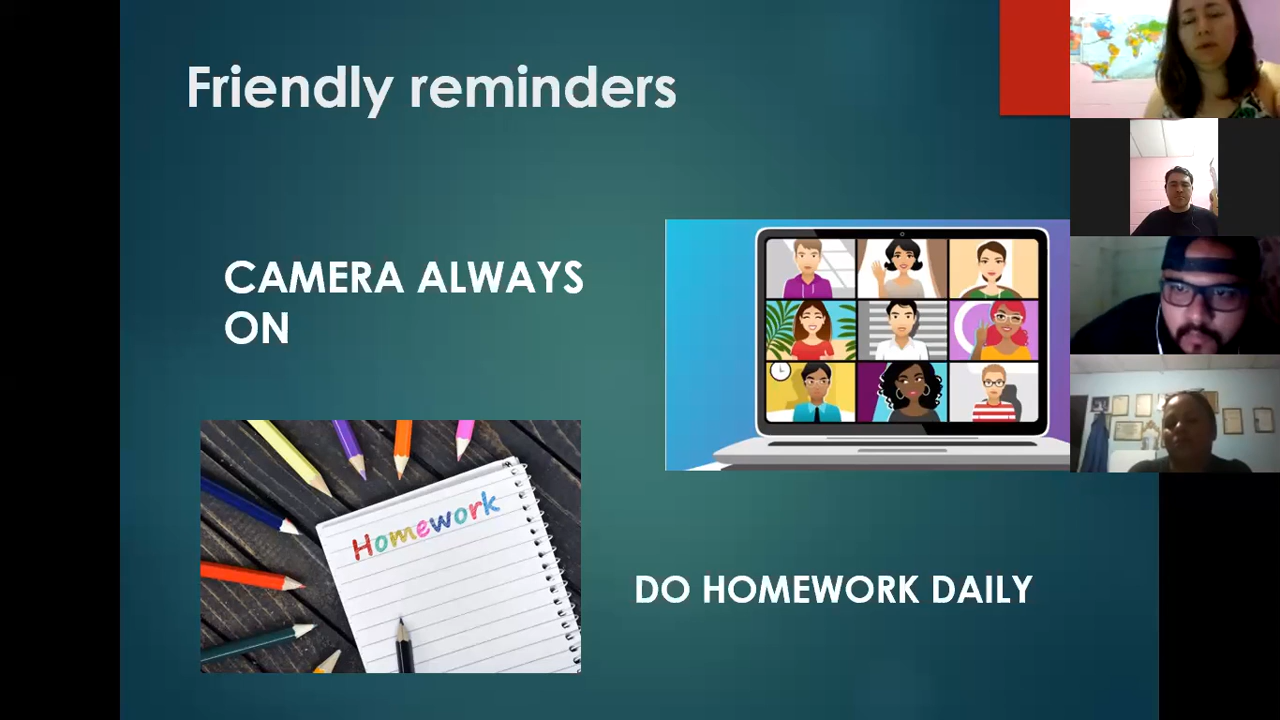 Friendly reminders
CAMERA ALWAYS
ON
Homework
DO HOMEWORK DAILY